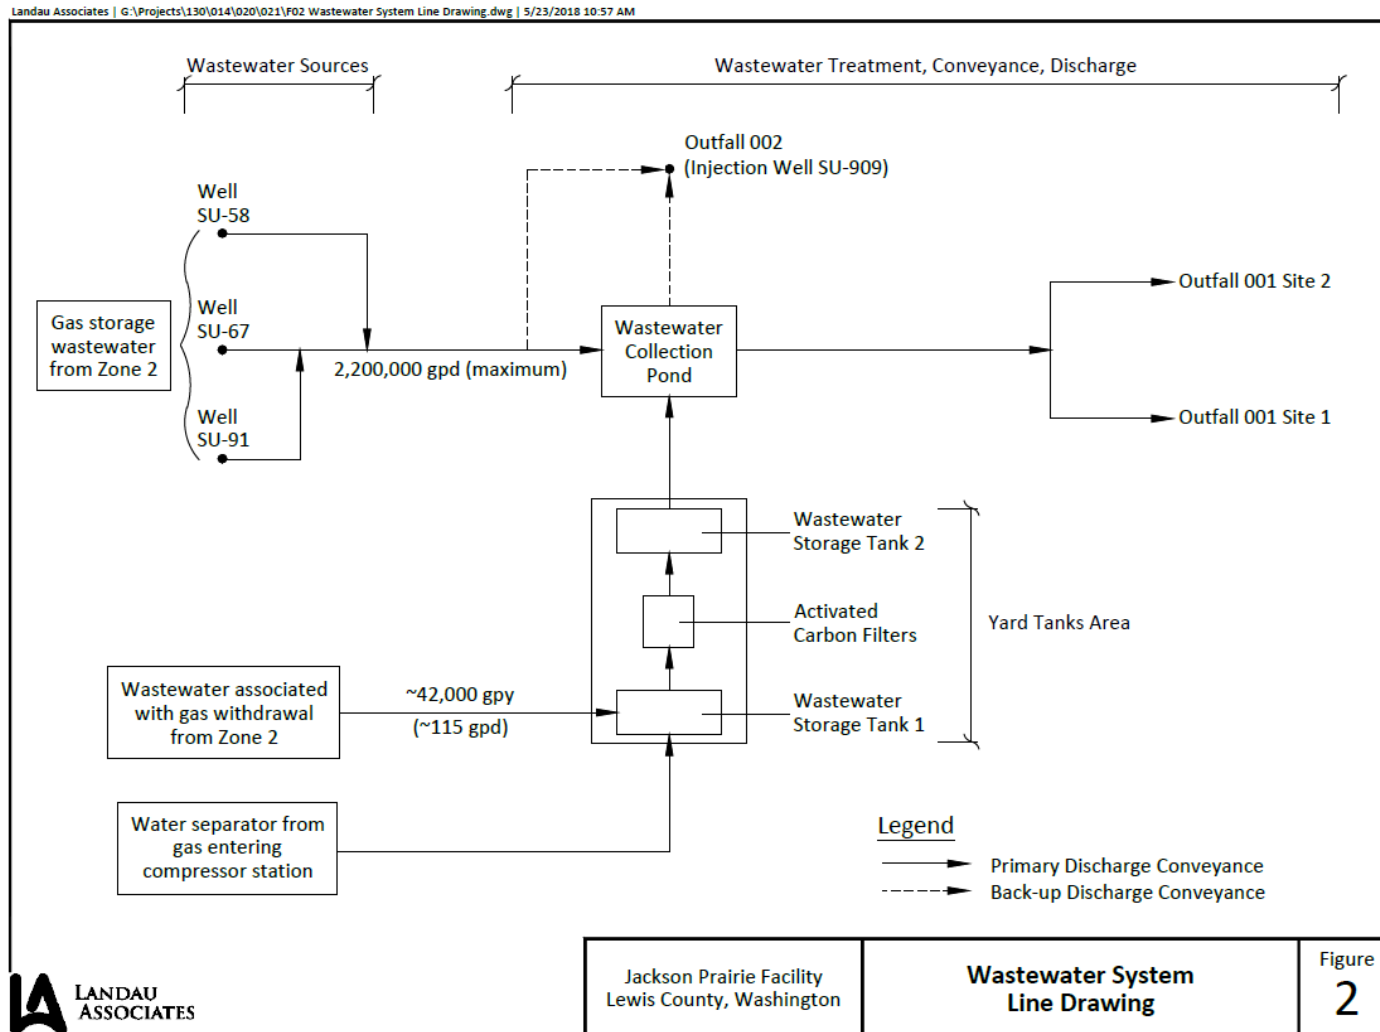 Landau Associates | G:\Projects\130\014\020\021\F02 Wastewater System Line Drawing.dwg | 5/23/2018 10:57 AM
Wastewater Sources
Wastewater Treatment, Conveyance, Discharge
Outfall 002
(Injection Well SU-909)
Well
SU-58
Well
SU-67
Well
SU-91
Gas storage
wastewater
from Zone 2
2,200,000 gpd (maximum)
Wastewater
Collection
Pond
Outfall 001 Site 2
Outfall 001 Site 1
Wastewater
Storage Tank 2
Activated
Carbon Filters
Wastewater
Storage Tank 1
Yard Tanks Area
Wastewater associated
with gas withdrawal
from Zone 2
~42,000 gpy
(~115 gpd)
Water separator from
gas entering
compressor station
Legend
Primary Discharge Conveyance
Back-up Discharge Conveyance
LA
LANDAU
ASSOCIATES
Jackson Prairie Facility
Lewis County, Washington
Wastewater System
Line Drawing
Figure
2